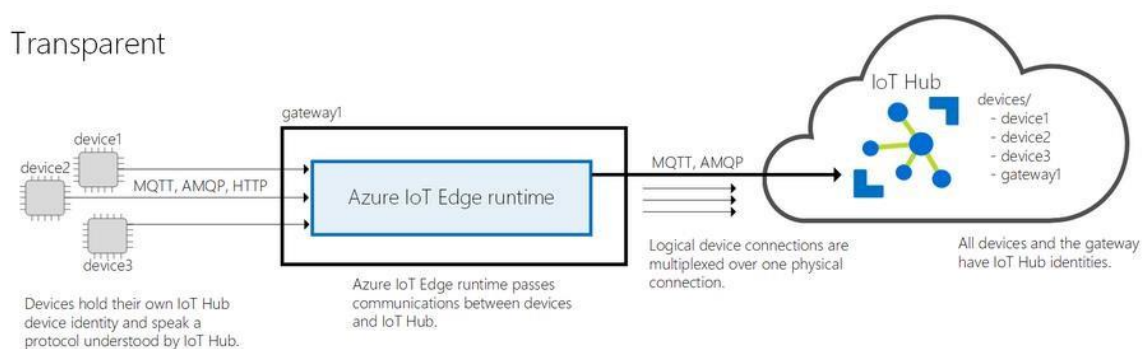 Transparent
gateway1
device1
device2
device3
MQTT, AMQP, HTTP
Azure IoT Edge runtime
MQTT, AMQP
IoT Hub
devices/
- device1
- device2
- device3
- gateway1
Devices hold their own IoT Hub
device identity and speak a
protocol understood by IoT Hub.
Azure IoT Edge runtime passes
communications between devices
and IoT Hub.
Logical device connections are
multiplexed over one physical
connection.
All devices and the gateway
have IoT Hub identities.